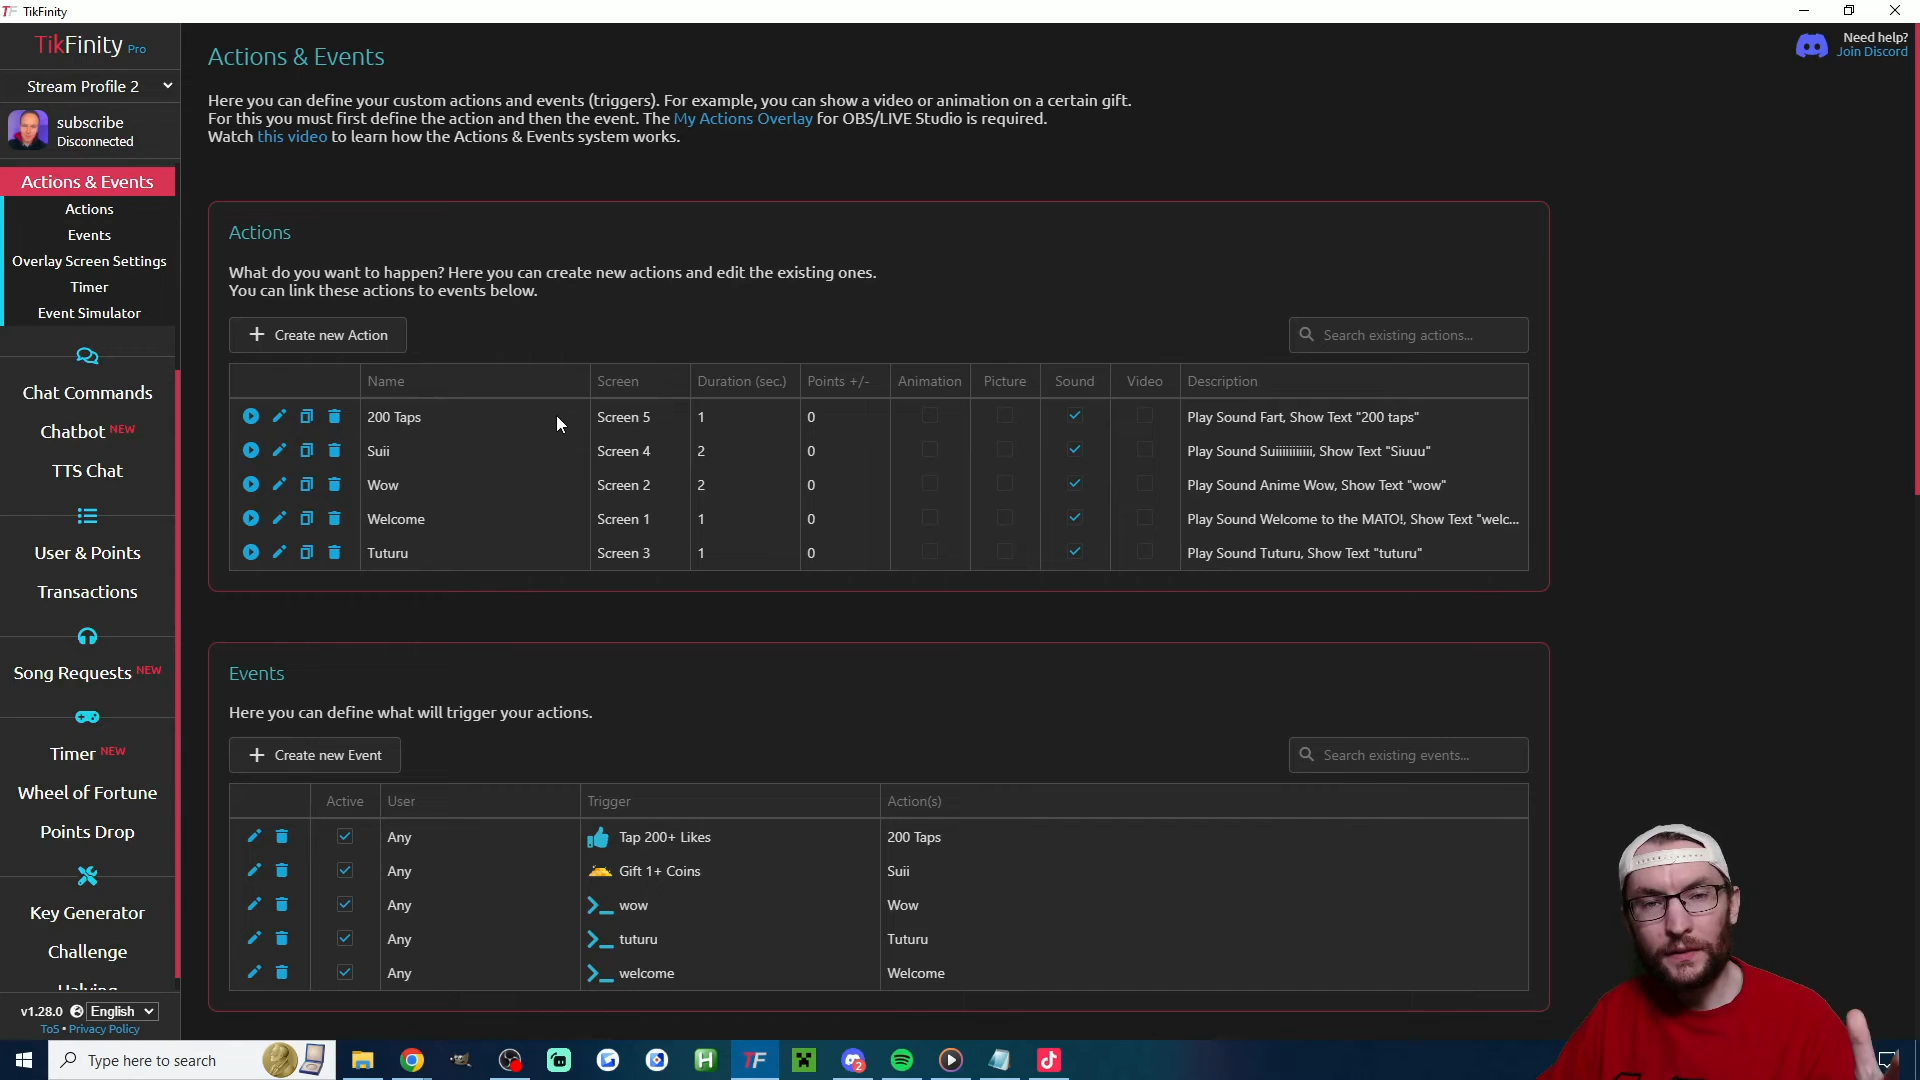 TF TikFinity
TikFinity Pro
Stream Profile 2
subscribe
Disconnected
Actions & Events
Actions
Events
Overlay Screen Settings
Timer
Event Simulator
Chat Commands
Chatbot NEW
TTS Chat
User & Points
Transactions
Song Requests NEW
Timer NEW
Wheel of Fortune
Points Drop
Key Generator
Challenge
Halving
v1.28.0 English
ToS • Privacy Policy
Need help?
Join Discord
Actions & Events
Here you can define your custom actions and events (triggers). For example, you can show a video or animation on a certain gift.
For this you must first define the action and then the event. The My Actions Overlay for OBS/LIVE Studio is required.
Watch this video to learn how the Actions & Events system works.
Actions
What do you want to happen? Here you can create new actions and edit the existing ones.
You can link these actions to events below.
+ Create new Action
Search existing actions...
Name Screen Duration (sec.) Points +/- Animation Picture Sound Video Description
200 Taps Screen 5 1 0 Play Sound Fart, Show Text "200 taps"
Suii Screen 4 2 0 Play Sound Suiiiiiiiiiii, Show Text "Siuuu"
Wow Screen 2 2 0 Play Sound Anime Wow, Show Text "wow"
Welcome Screen 1 1 0 Play Sound Welcome to the MATO!, Show Text "welc...
Tuturu Screen 3 1 0 Play Sound Tuturu, Show Text "tuturu"
Events
Here you can define what will trigger your actions.
+ Create new Event
Search existing events...
Active User Trigger Action(s)
Any Tap 200+ Likes 200 Taps
Any Gift 1+ Coins Suii
Any wow Wow
Any tuturu Tuturu
Any welcome Welcome
Type here to search
H
TF
2